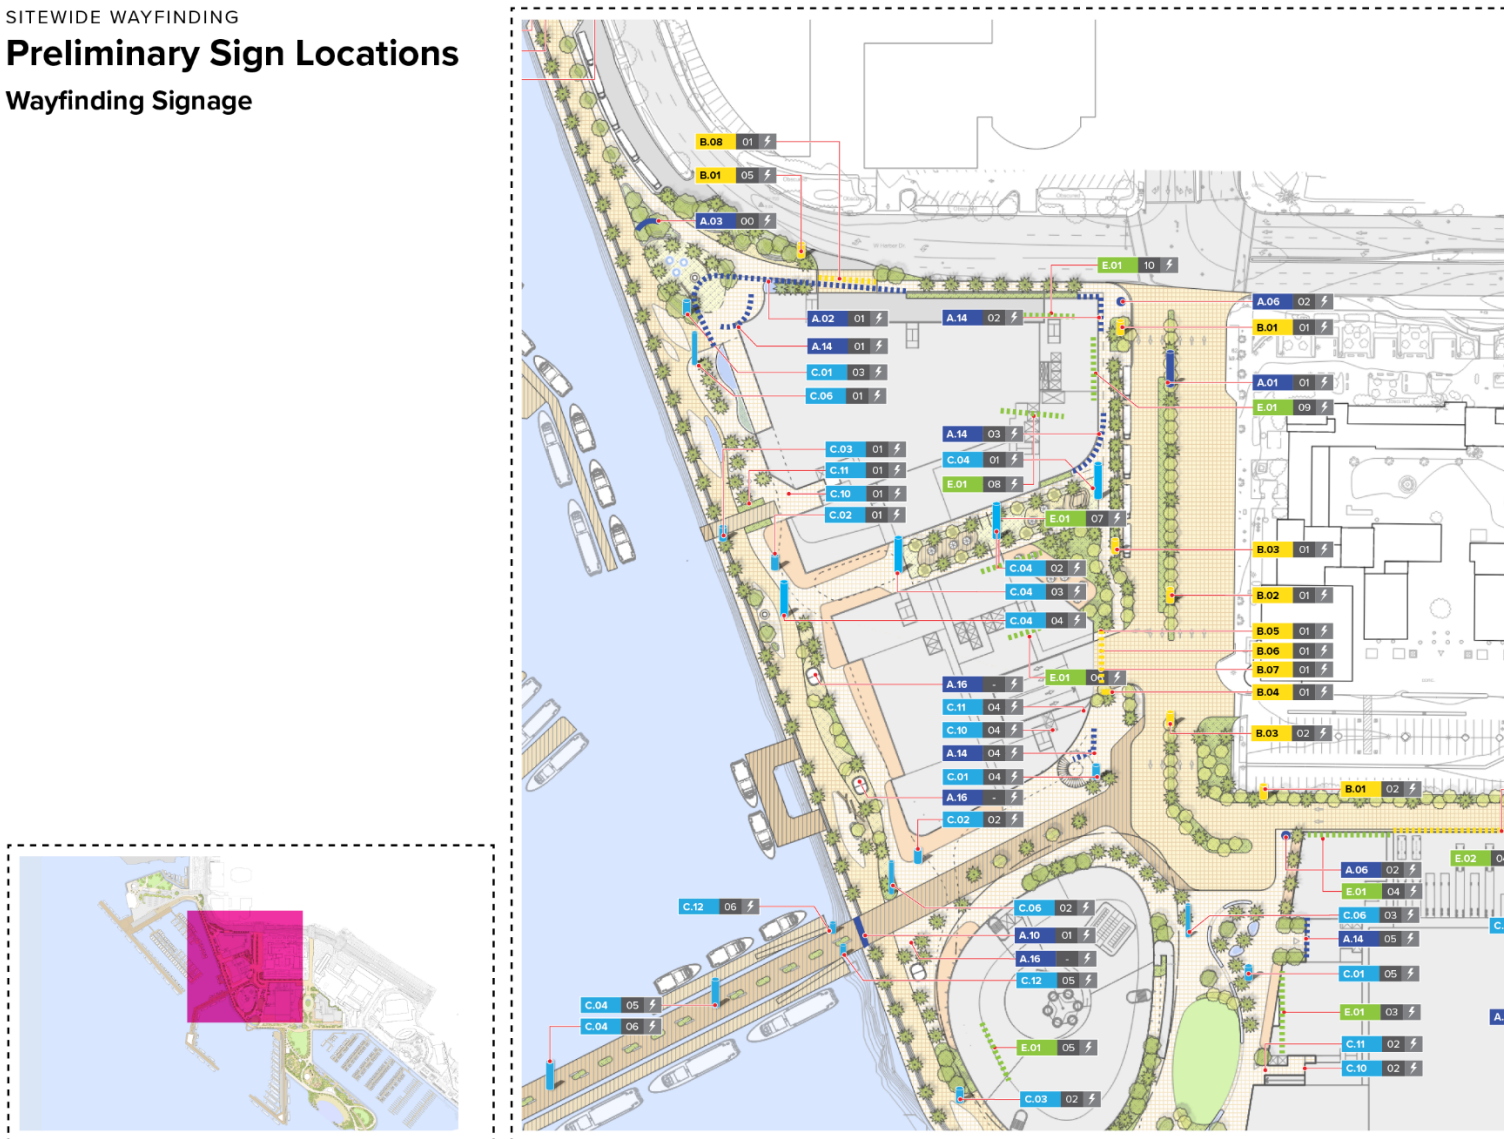 SITEWIDE WAYFINDING
Preliminary Sign Locations
Wayfinding Signage
B.08 01
B.01 05
A.03 00
W Harbor Dr.
E.01 10
A.02 01
A.14 02
A.06 02
B.01 01
A.14 01
C.01 03
A.01 01
C.06 01
E.01 09
A.14 03
C.03 01
C.04 01
C.11 01
E.01 08
C.10 01
C.02 01
E.01 07
B.03 01
C.04 02
C.04 03
B.02 01
C.04 04
B.05 01
B.06 01
B.07 01
E.01
A.16 -
B.04 01
C.11 04
C.10 04
B.03 02
A.14 04
C.01 04
B.01 02
A.16 -
C.02 02
E.02
A.06 02
E.01 04
C.12 06
C.06 02
C.06 03
A.10 01
A.14 05
A.16 -
C.01 05
C.12 05
C.04 05
E.01 03
C.04 06
C.11 02
E.01 05
C.10 02
C.03 02